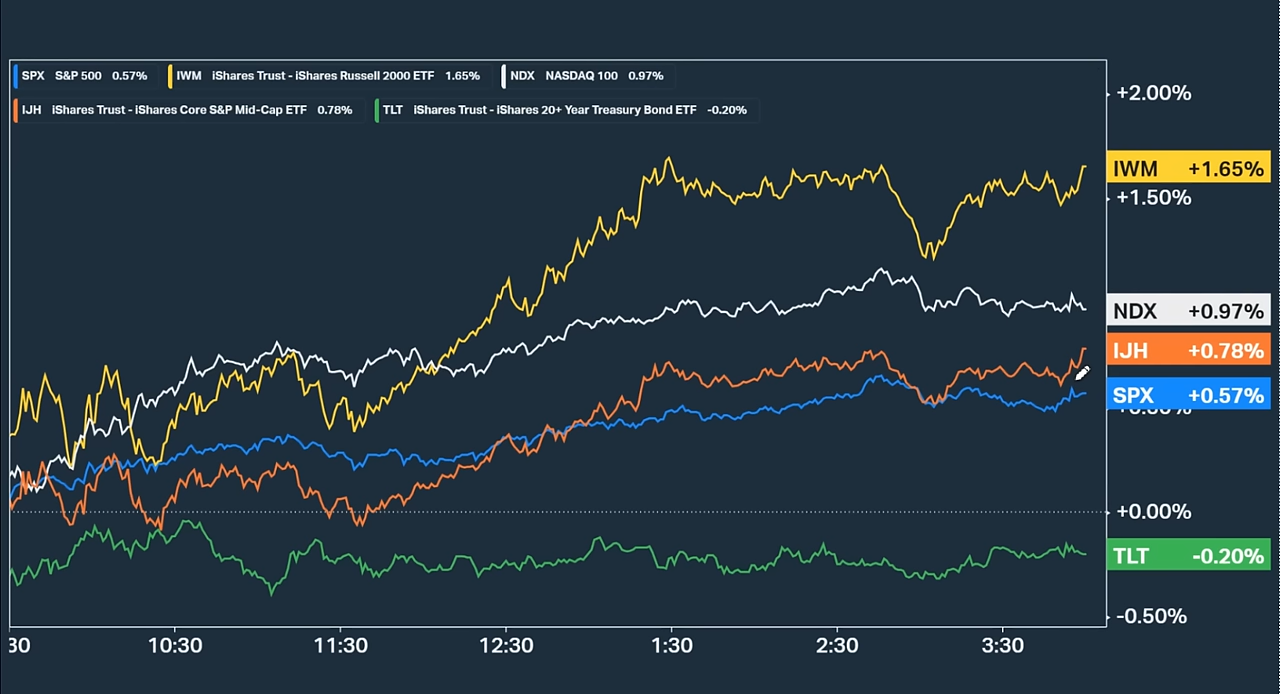 SPX S&P 500 0.57% IWM iShares Trust - iShares Russell 2000 ETF 1.65% NDX NASDAQ 100 0.97%
IJH iShares Trust - iShares Core S&P Mid-Cap ETF 0.78% TLT iShares Trust - iShares 20+ Year Treasury Bond ETF -0.20%
+2.00%
IWM +1.65%
+1.50%
NDX +0.97%
IJH +0.78%
SPX +0.57%
+0.00%
TLT -0.20%
-0.50%
30 10:30 11:30 12:30 1:30 2:30 3:30